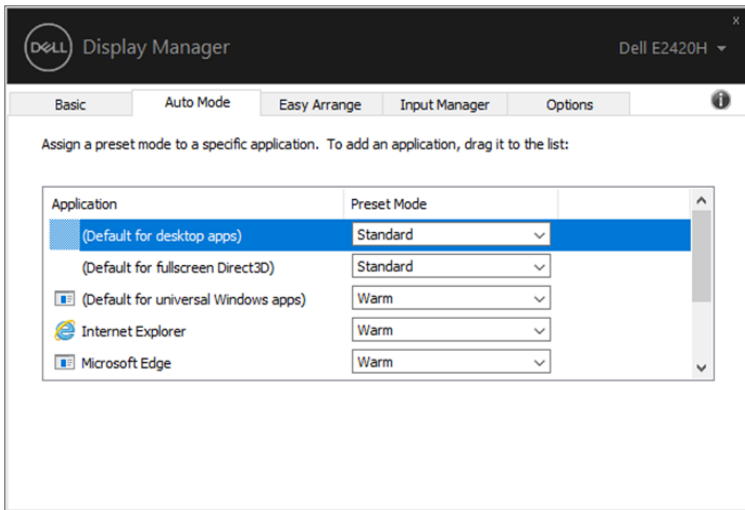 x
DELL Display Manager
Dell E2420H
Basic Auto Mode Easy Arrange Input Manager Options
Assign a preset mode to a specific application. To add an application, drag it to the list:
Application Preset Mode
(Default for desktop apps) Standard
(Default for fullscreen Direct3D) Standard
(Default for universal Windows apps) Warm
Internet Explorer Warm
Microsoft Edge Warm